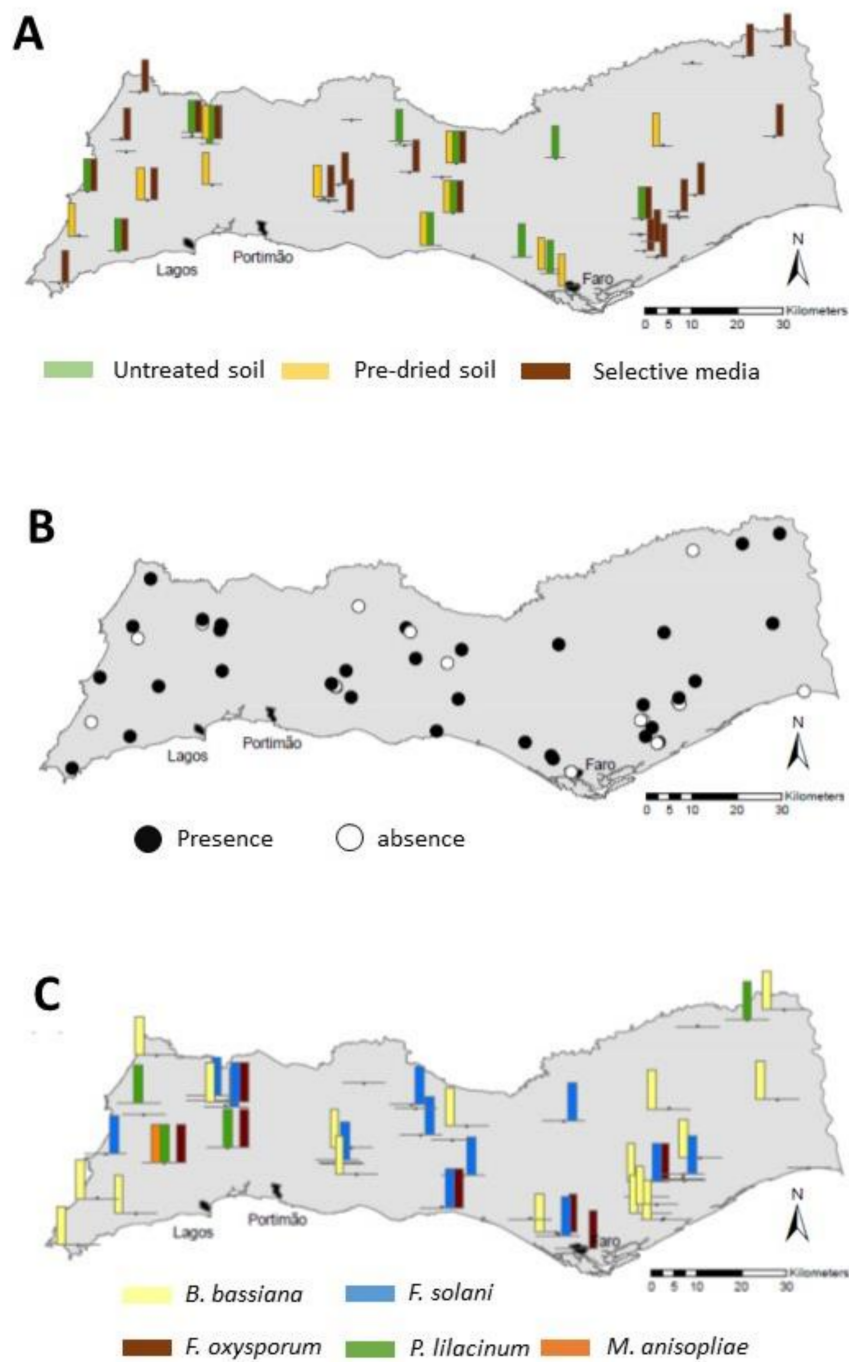 A
Lagos
Portimão
Faro
N
Kilometers
0 5 10 20 30
Untreated soil Pre-dried soil Selective media
B
Lagos
Portimão
Faro
N
Kilometers
0 5 10 20 30
Presence absence
C
Lagos
Portimão
Faro
N
Kilometers
0 5 10 20 30
B. bassiana F. solani
F. oxysporum P. lilacinum M. anisopliae